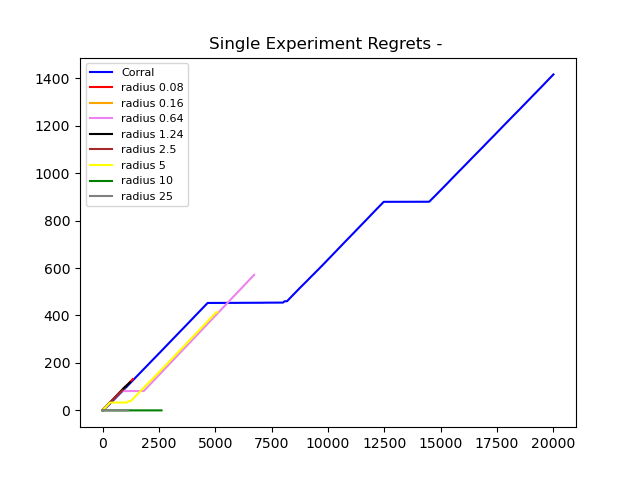 Single Experiment Regrets -
Corral
radius 0.08
radius 0.16
radius 0.64
radius 1.24
radius 2.5
radius 5
radius 10
radius 25
1400
1200
1000
800
600
400
200
0
0 2500 5000 7500 10000 12500 15000 17500 20000